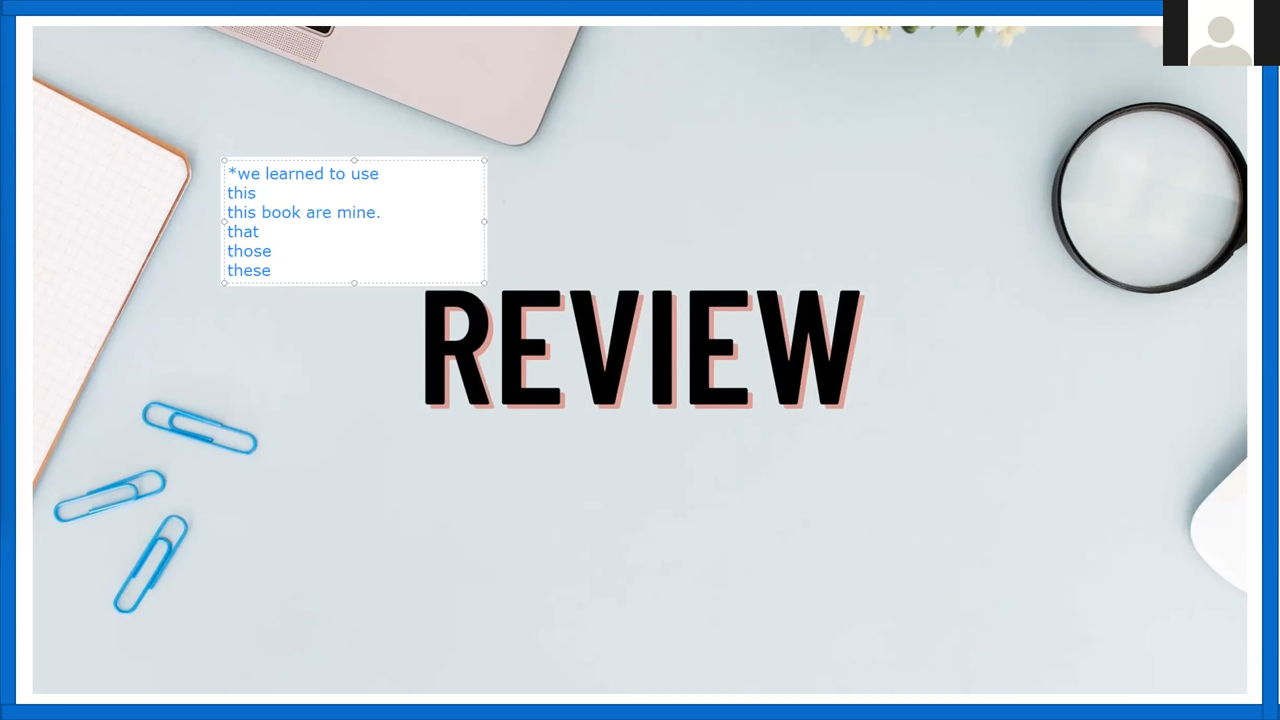 *we learned to use
this
this book are mine.
that
those
these
REVIEW